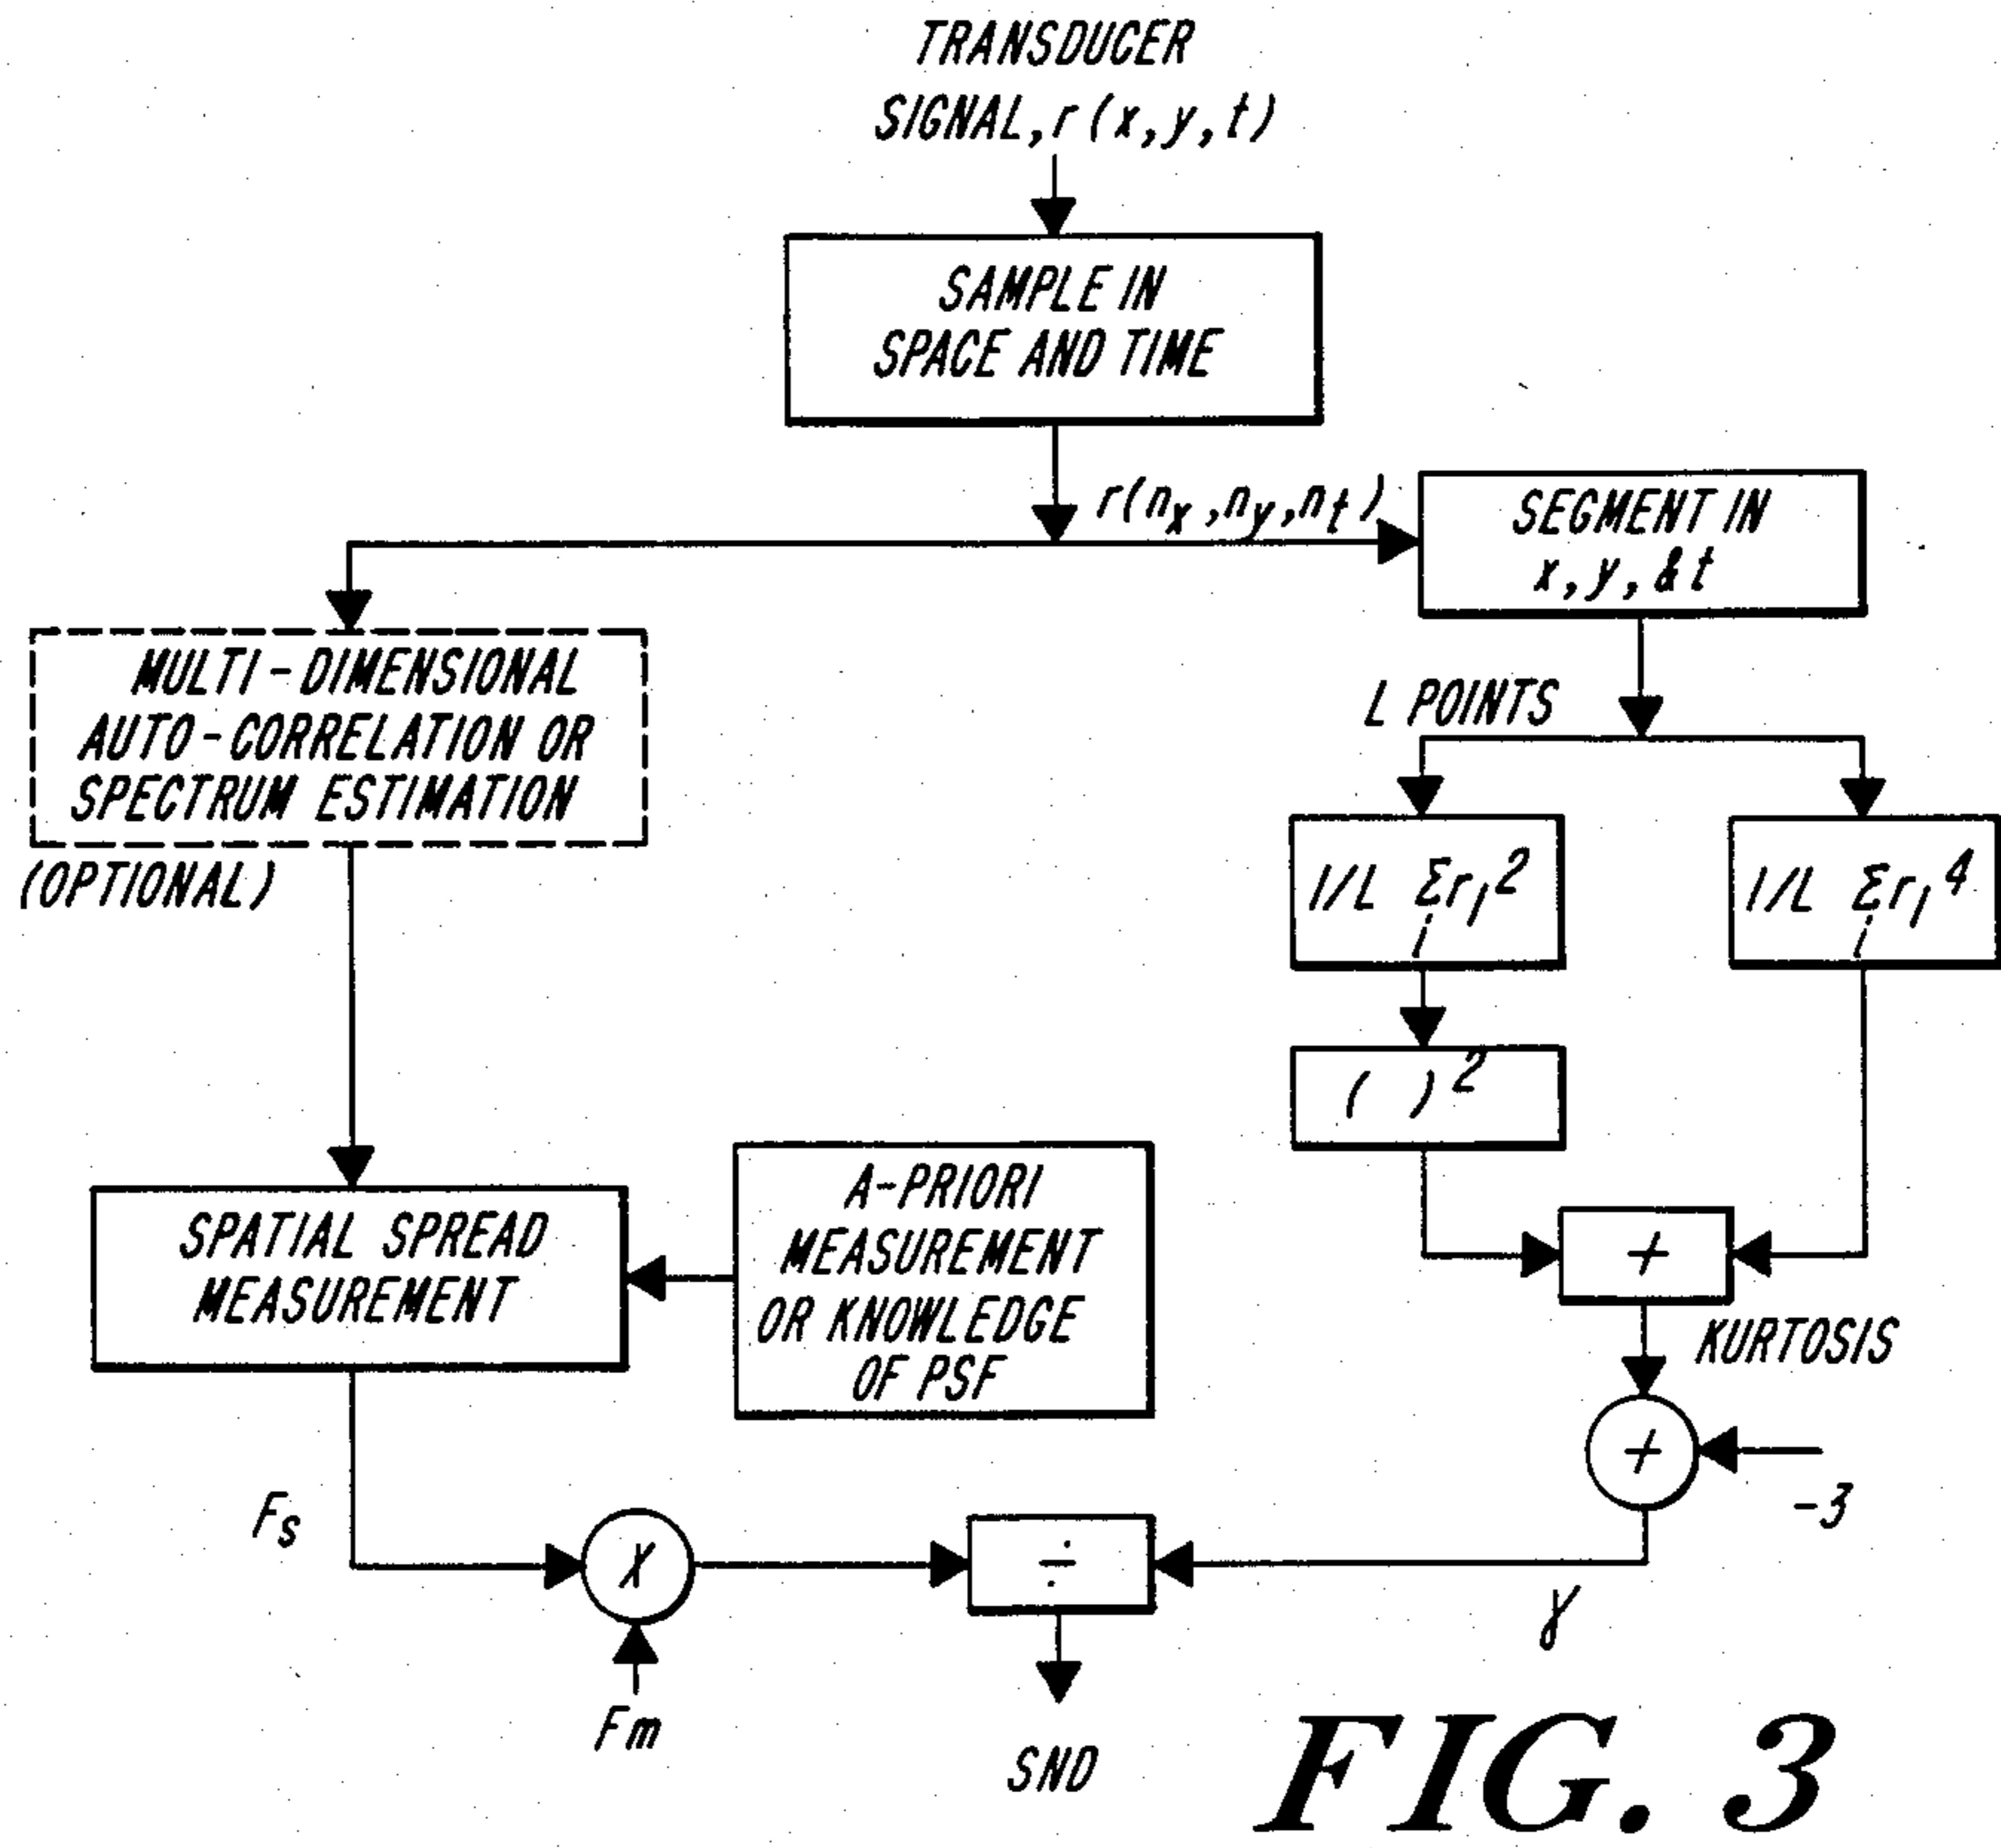 TRANSDUCER
SIGNAL, r (x, y, t)
SAMPLE IN
SPACE AND TIME
r(nx, ny, nt)
SEGMENT IN
x, y, & t
MULTI-DIMENSIONAL
AUTO-CORRELATION OR
SPECTRUM ESTIMATION
(OPTIONAL)
L POINTS
1/L Σri²
i
1/L Σri⁴
i
( )²
SPATIAL SPREAD
MEASUREMENT
A-PRIORI
MEASUREMENT
OR KNOWLEDGE
OF PSF
+
KURTOSIS
+
-3
Fs
X
÷
γ
Fm
SND
FIG. 3